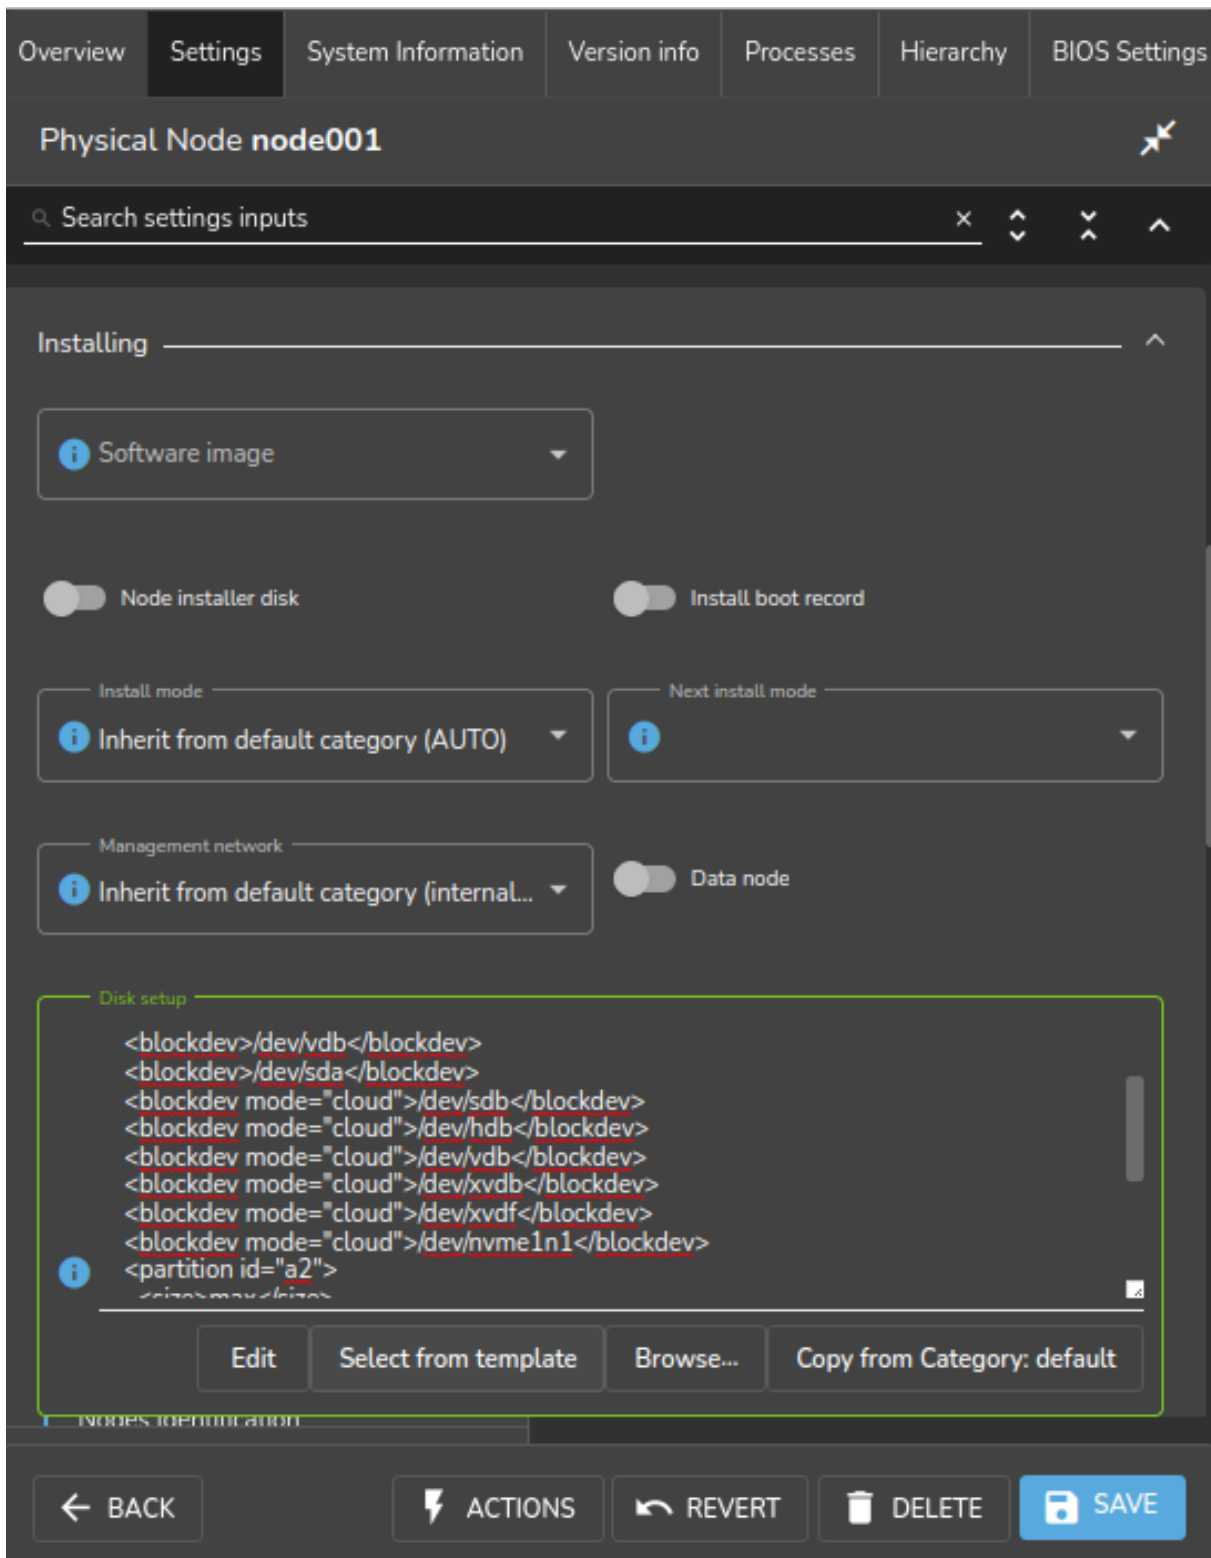 Overview Settings System Information Version info Processes Hierarchy BIOS Settings
Physical Node node001
Search settings inputs
Installing
Software image
Node installer disk Install boot record
Install mode Next install mode
Inherit from default category (AUTO)
Management network
Inherit from default category (internal... Data node
Disk setup
<blockdev>/dev/vdb</blockdev>
<blockdev>/dev/sda</blockdev>
<blockdev mode="cloud">/dev/sdb</blockdev>
<blockdev mode="cloud">/dev/hdb</blockdev>
<blockdev mode="cloud">/dev/vdb</blockdev>
<blockdev mode="cloud">/dev/xvdb</blockdev>
<blockdev mode="cloud">/dev/xvdf</blockdev>
<blockdev mode="cloud">/dev/nvme1n1</blockdev>
<partition id="a2">
<size>max</size>
Edit Select from template Browse... Copy from Category: default
Nodes identification
BACK ACTIONS REVERT DELETE SAVE